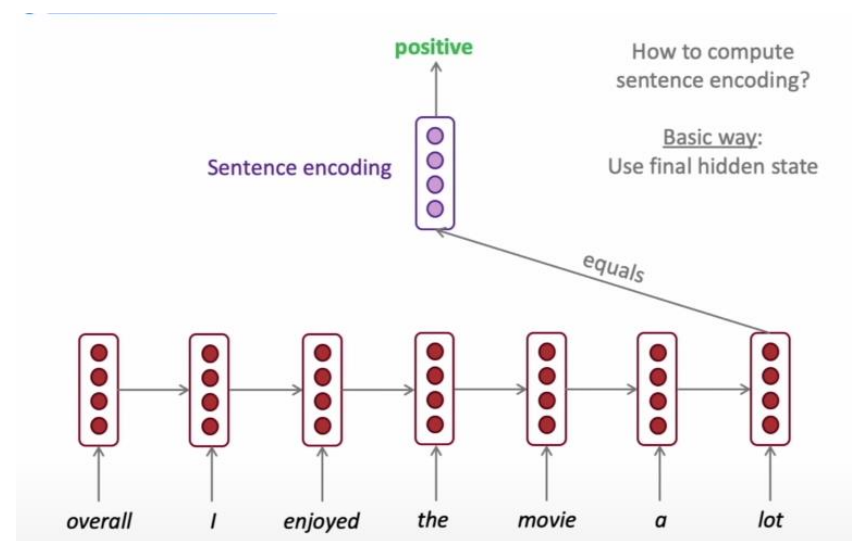 positive
How to compute
sentence encoding?
Basic way:
Use final hidden state
Sentence encoding
equals
overall I enjoyed the movie a lot